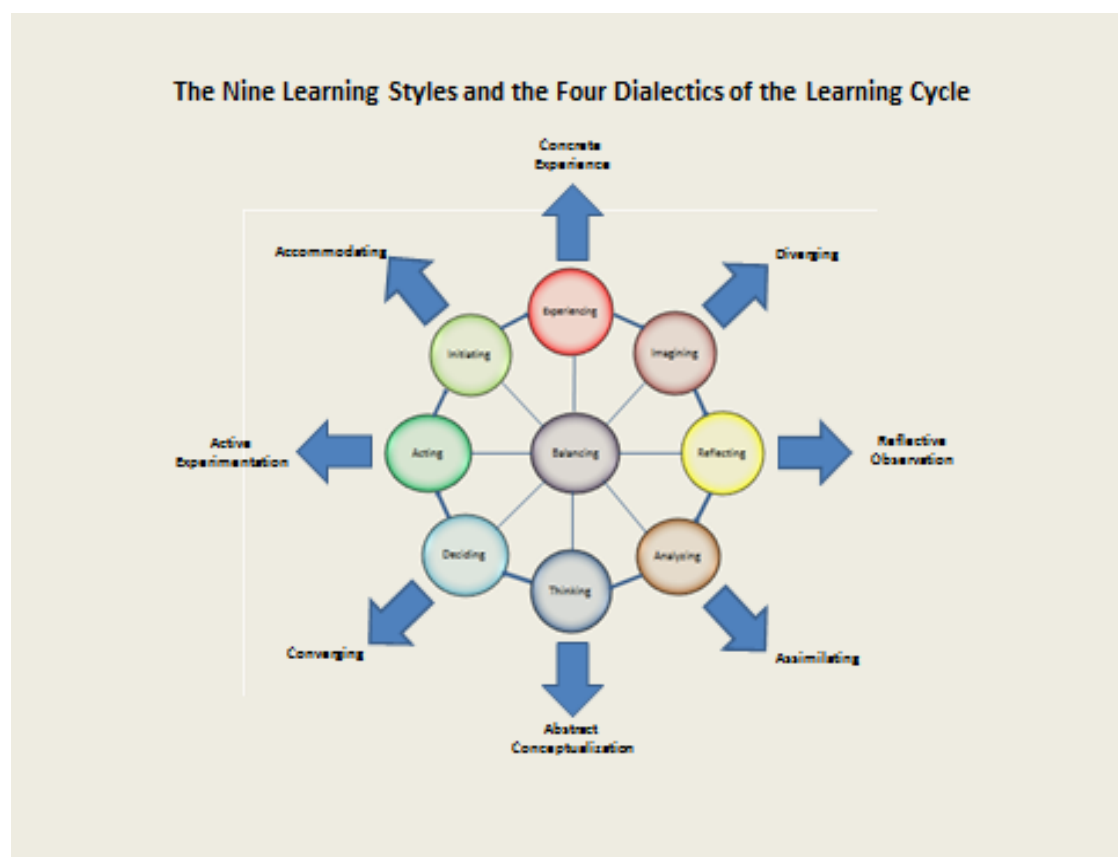 The Nine Learning Styles and the Four Dialectics of the Learning Cycle
Concrete
Experience
Accommodating
Diverging
Experiencing
Initiating
Imagining
Active
Experimentation
Acting
Balancing
Reflecting
Reflective
Observation
Deciding
Analyzing
Thinking
Converging
Assimilating
Abstract
Conceptualization